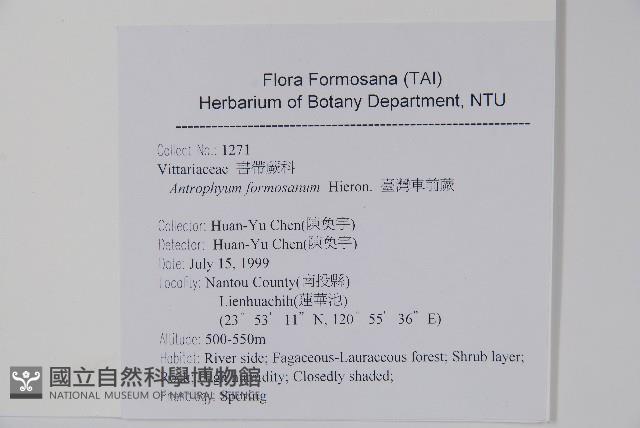 Flora Formosana (TAI)
Herbarium of Botany Department, NTU
Collect No.: 1271
Vittariaceae 書帶蕨科
Antrophyum formosanum Hieron. 臺灣車前蕨
Collector: Huan-Yu Chen(陳奐宇)
Detector: Huan-Yu Chen(陳奐宇)
Date: July 15, 1999
Locality: Nantou County(南投縣)
Lienhuachih(蓮華池)
(23° 53' 11" N, 120° 55' 36" E)
Altitude: 500-550m
Habitat: River side; Fagaceous-Lauraceous forest; Shrub layer;
humidity; Closedly shaded;
Spering
國立自然科學博物館
NATIONAL MUSEUM OF NATURAL SCIENCE